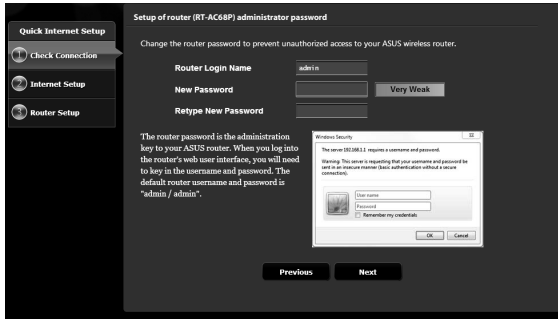 Quick Internet Setup
1 Check Connection
2 Internet Setup
3 Router Setup
Setup of router (RT-AC68P) administrator password
Change the router password to prevent unauthorized access to your ASUS wireless router.
Router Login Name admin
New Password Very Weak
Retype New Password
The router password is the administration
key to your ASUS router. When you log into
the router's web user interface, you will need
to key in the username and password. The
default router username and password is
"admin / admin".
Windows Security
The server 192.168.1.1 requires a username and password.
Warning: This server is requesting that your username and password be
sent in an insecure manner (basic authentication without a secure
connection).
User name
Password
Remember my credentials
OK Cancel
Previous Next